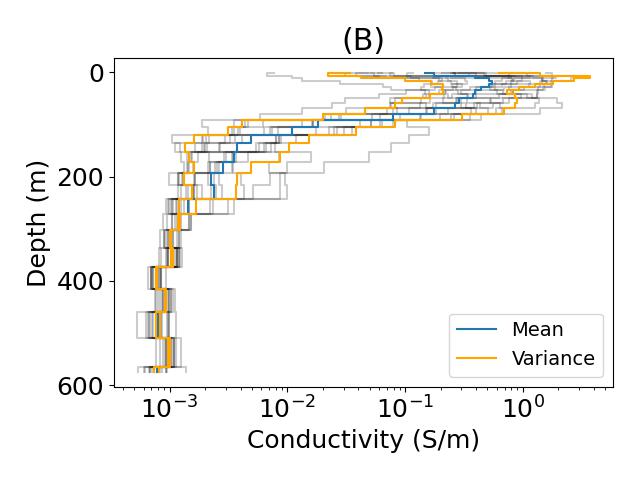 (B)
0
200
400
600
Depth (m)
10⁻³
10⁻²
10⁻¹
10⁰
Conductivity (S/m)
Mean
Variance